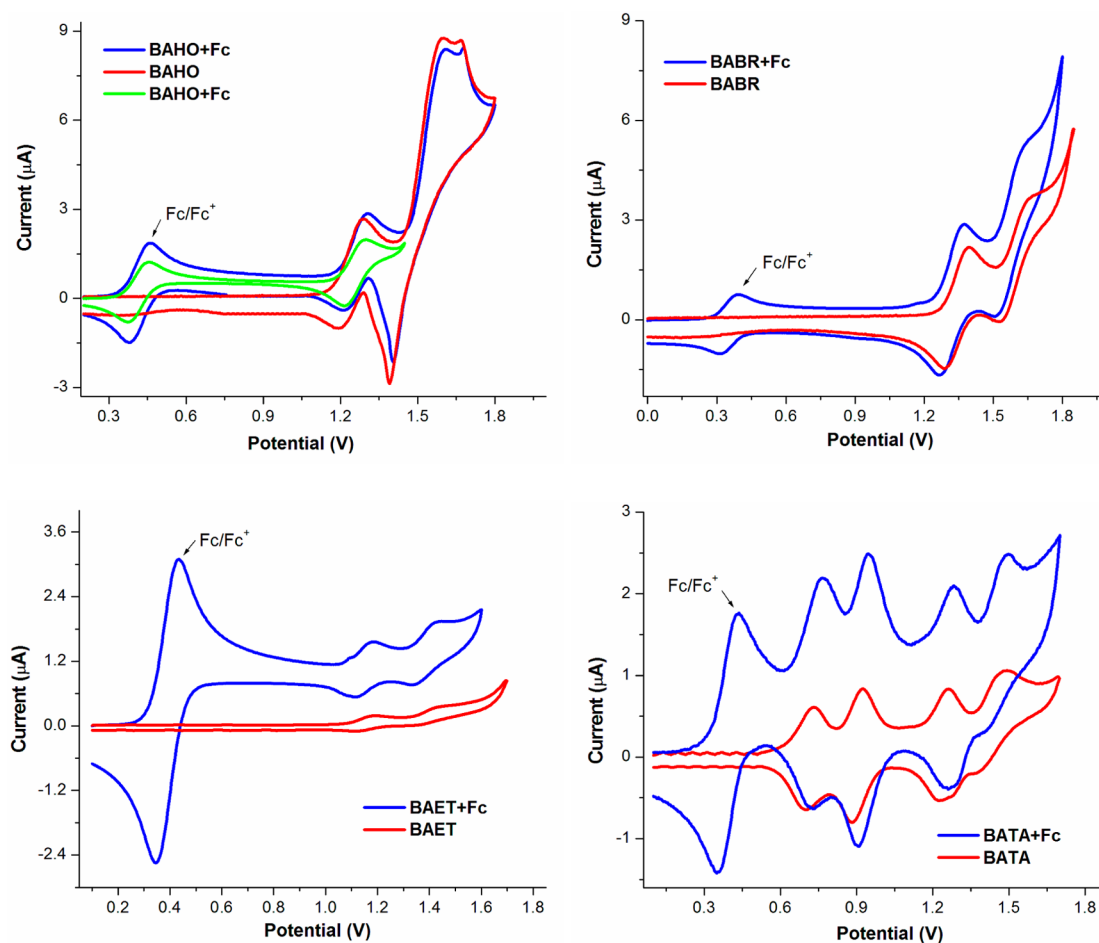 BAHO+Fc
BAHO
BAHO+Fc
Fc/Fc+
Current (μA)
9
6
3
0
-3
0.3 0.6 0.9 1.2 1.5 1.8
Potential (V)
BABR+Fc
BABR
Fc/Fc+
Current (μA)
9
6
3
0
0.0 0.3 0.6 0.9 1.2 1.5 1.8
Potential (V)
Fc/Fc+
Current (μA)
3.6
2.4
1.2
0.0
-1.2
-2.4
BAET+Fc
BAET
0.2 0.4 0.6 0.8 1.0 1.2 1.4 1.6 1.8
Potential (V)
Fc/Fc+
Current (μA)
3
2
1
0
-1
BATA+Fc
BATA
0.3 0.6 0.9 1.2 1.5 1.8
Potential (V)